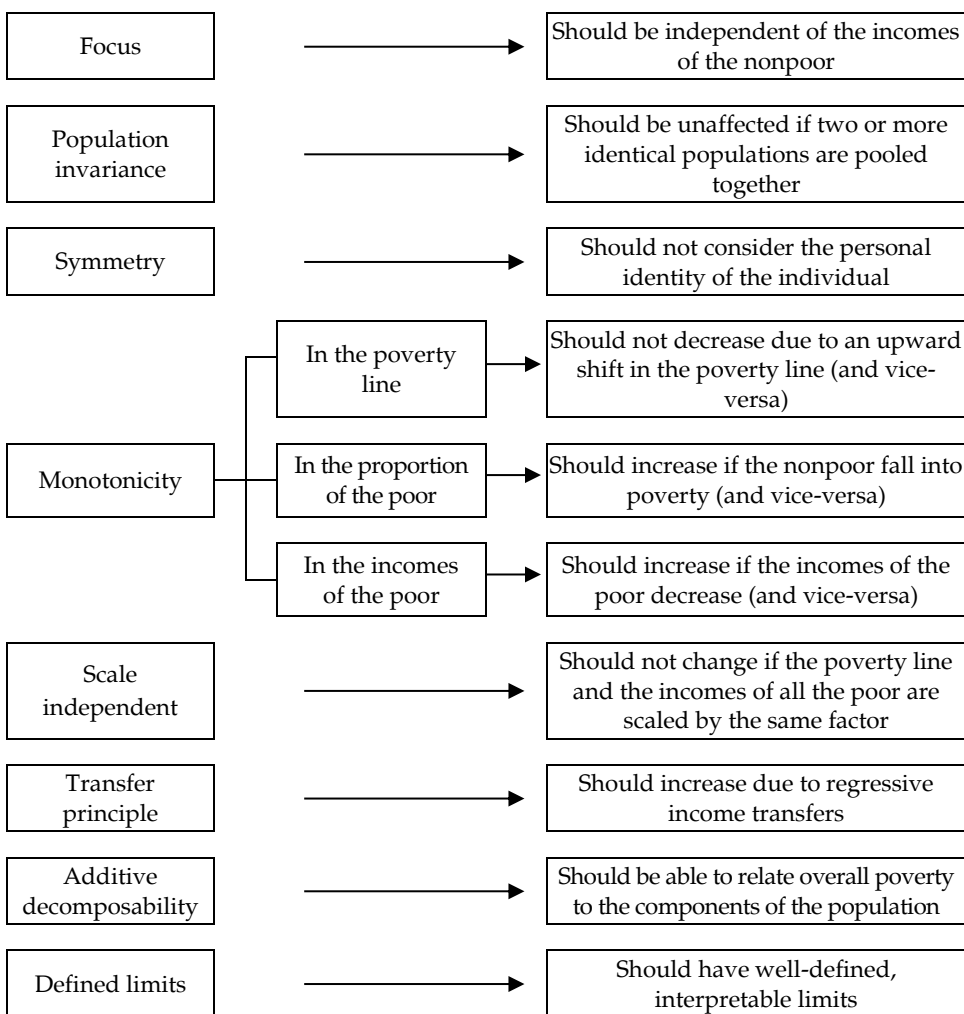 Focus
Should be independent of the incomes
of the nonpoor
Population
invariance
Should be unaffected if two or more
identical populations are pooled
together
Symmetry
Should not consider the personal
identity of the individual
Monotonicity
In the poverty
line
Should not decrease due to an upward
shift in the poverty line (and vice-
versa)
In the proportion
of the poor
Should increase if the nonpoor fall into
poverty (and vice-versa)
In the incomes
of the poor
Should increase if the incomes of the
poor decrease (and vice-versa)
Scale
independent
Should not change if the poverty line
and the incomes of all the poor are
scaled by the same factor
Transfer
principle
Should increase due to regressive
income transfers
Additive
decomposability
Should be able to relate overall poverty
to the components of the population
Defined limits
Should have well-defined,
interpretable limits